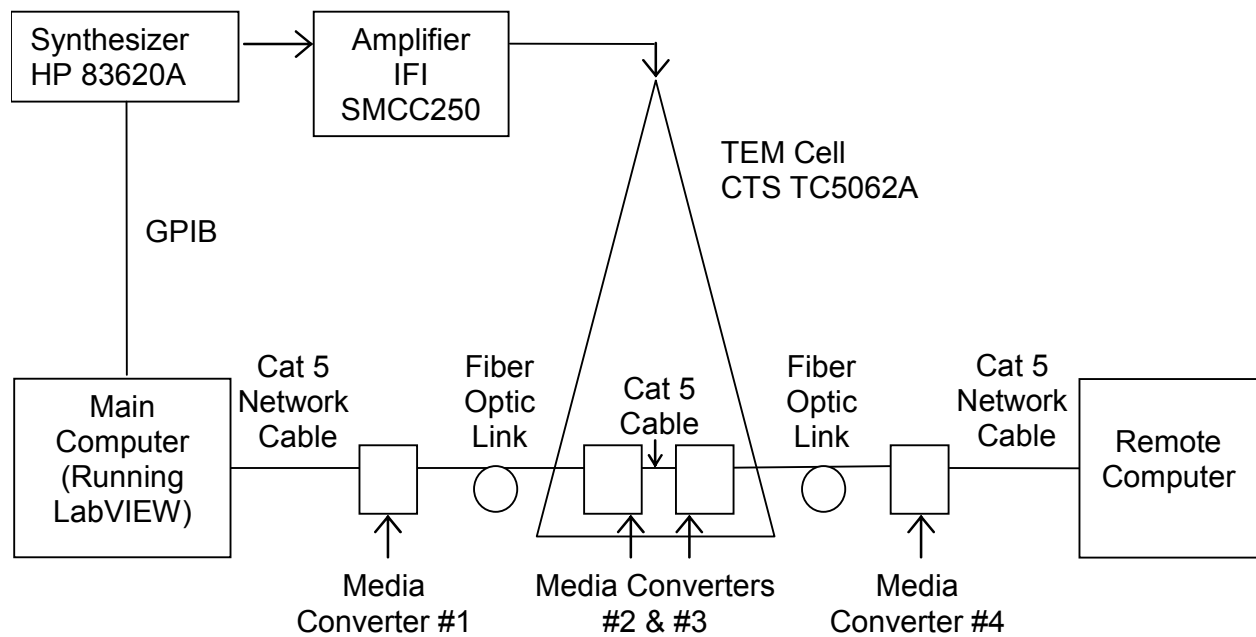 Synthesizer
HP 83620A
Amplifier
IFI
SMCC250
TEM Cell
CTS TC5062A
GPIB
Main
Computer
(Running
LabVIEW)
Cat 5
Network
Cable
Fiber
Optic
Link
Cat 5
Cable
Fiber
Optic
Link
Cat 5
Network
Cable
Remote
Computer
Media
Converter #1
Media Converters
#2 & #3
Media
Converter #4